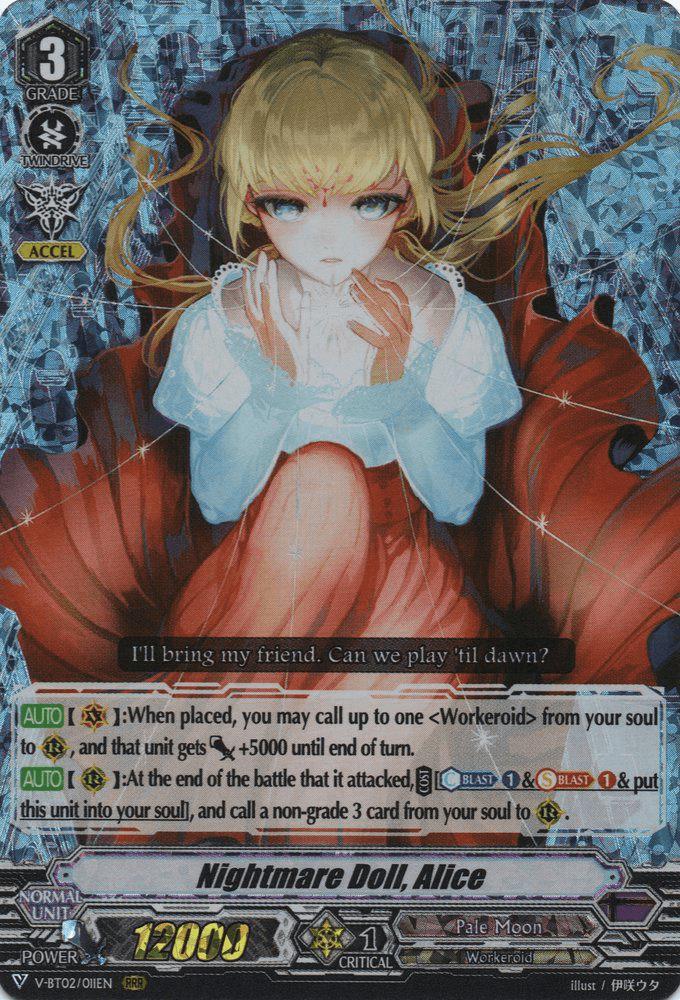 3
GRADE
TWINDRIVE
ACCEL
I'll bring my friend. Can we play 'til dawn?
AUTO【 V 】:When placed, you may call up to one <Workeroid> from your soul
to R, and that unit gets +5000 until end of turn.
AUTO【 R 】:At the end of the battle that it attacked, COST [C BLAST 1 & S BLAST 1 & put
this unit into your soul], and call a non-grade 3 card from your soul to R.
Nightmare Doll, Alice
NORMAL
UNIT
POWER 12000
1
CRITICAL
Pale Moon
Workeroid
V-BT02/011EN RRR
illust / 伊咲ウタ